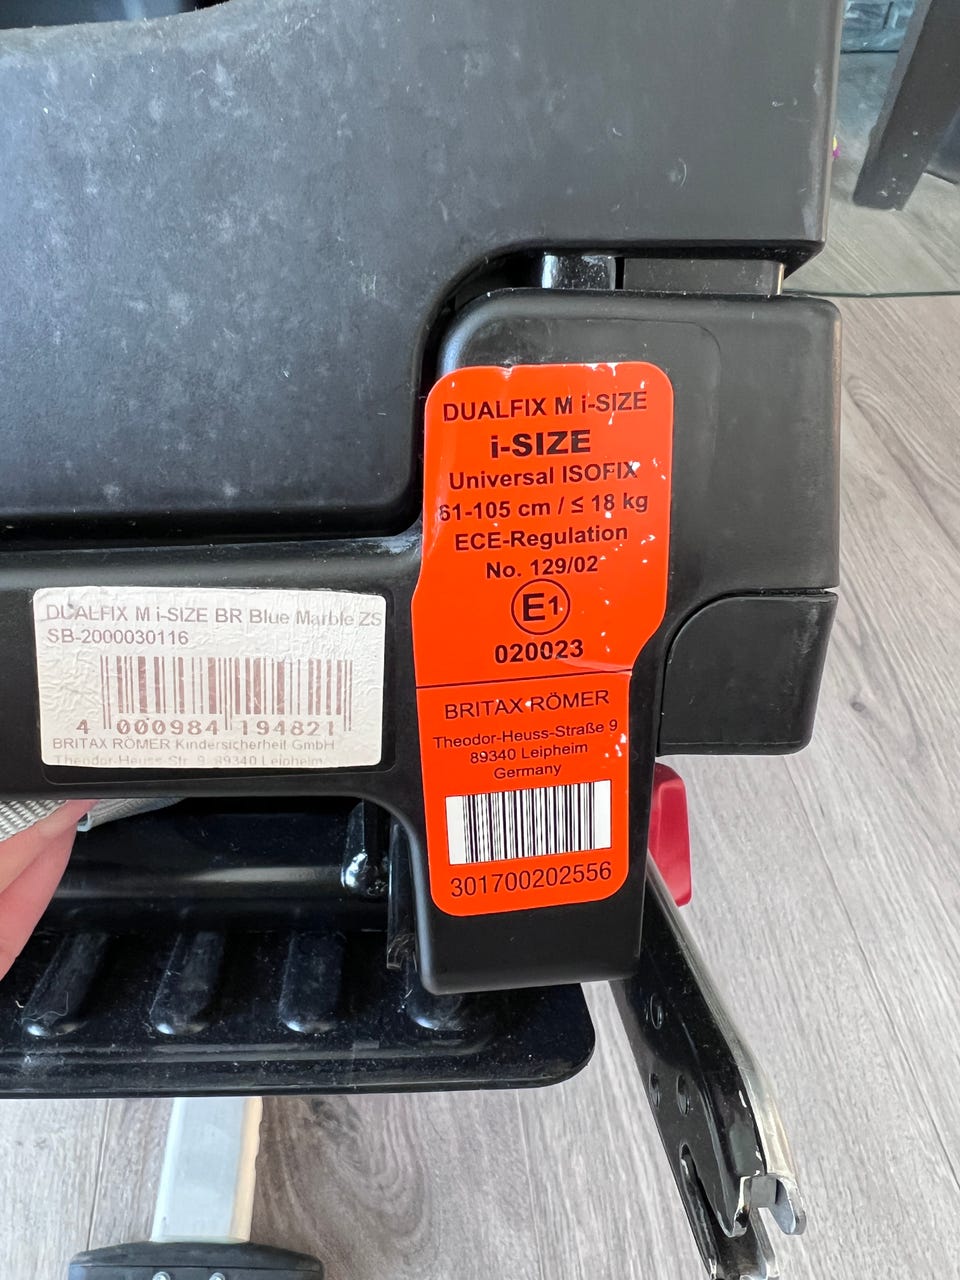 DUALFIX M i-SIZE
i-SIZE
Universal ISOFIX
61-105 cm / ≤ 18 kg
ECE-Regulation
No. 129/02
E1
020023
BRITAX RÖMER
Theodor-Heuss-Straße 9
89340 Leipheim
Germany
301700202556
DUALFIX M i-SIZE BR Blue Marble ZS
SB-2000030116
4 000984 194821
BRITAX RÖMER Kindersicherheit GmbH
Theodor-Heuss-Str. 9, 89340 Leipheim